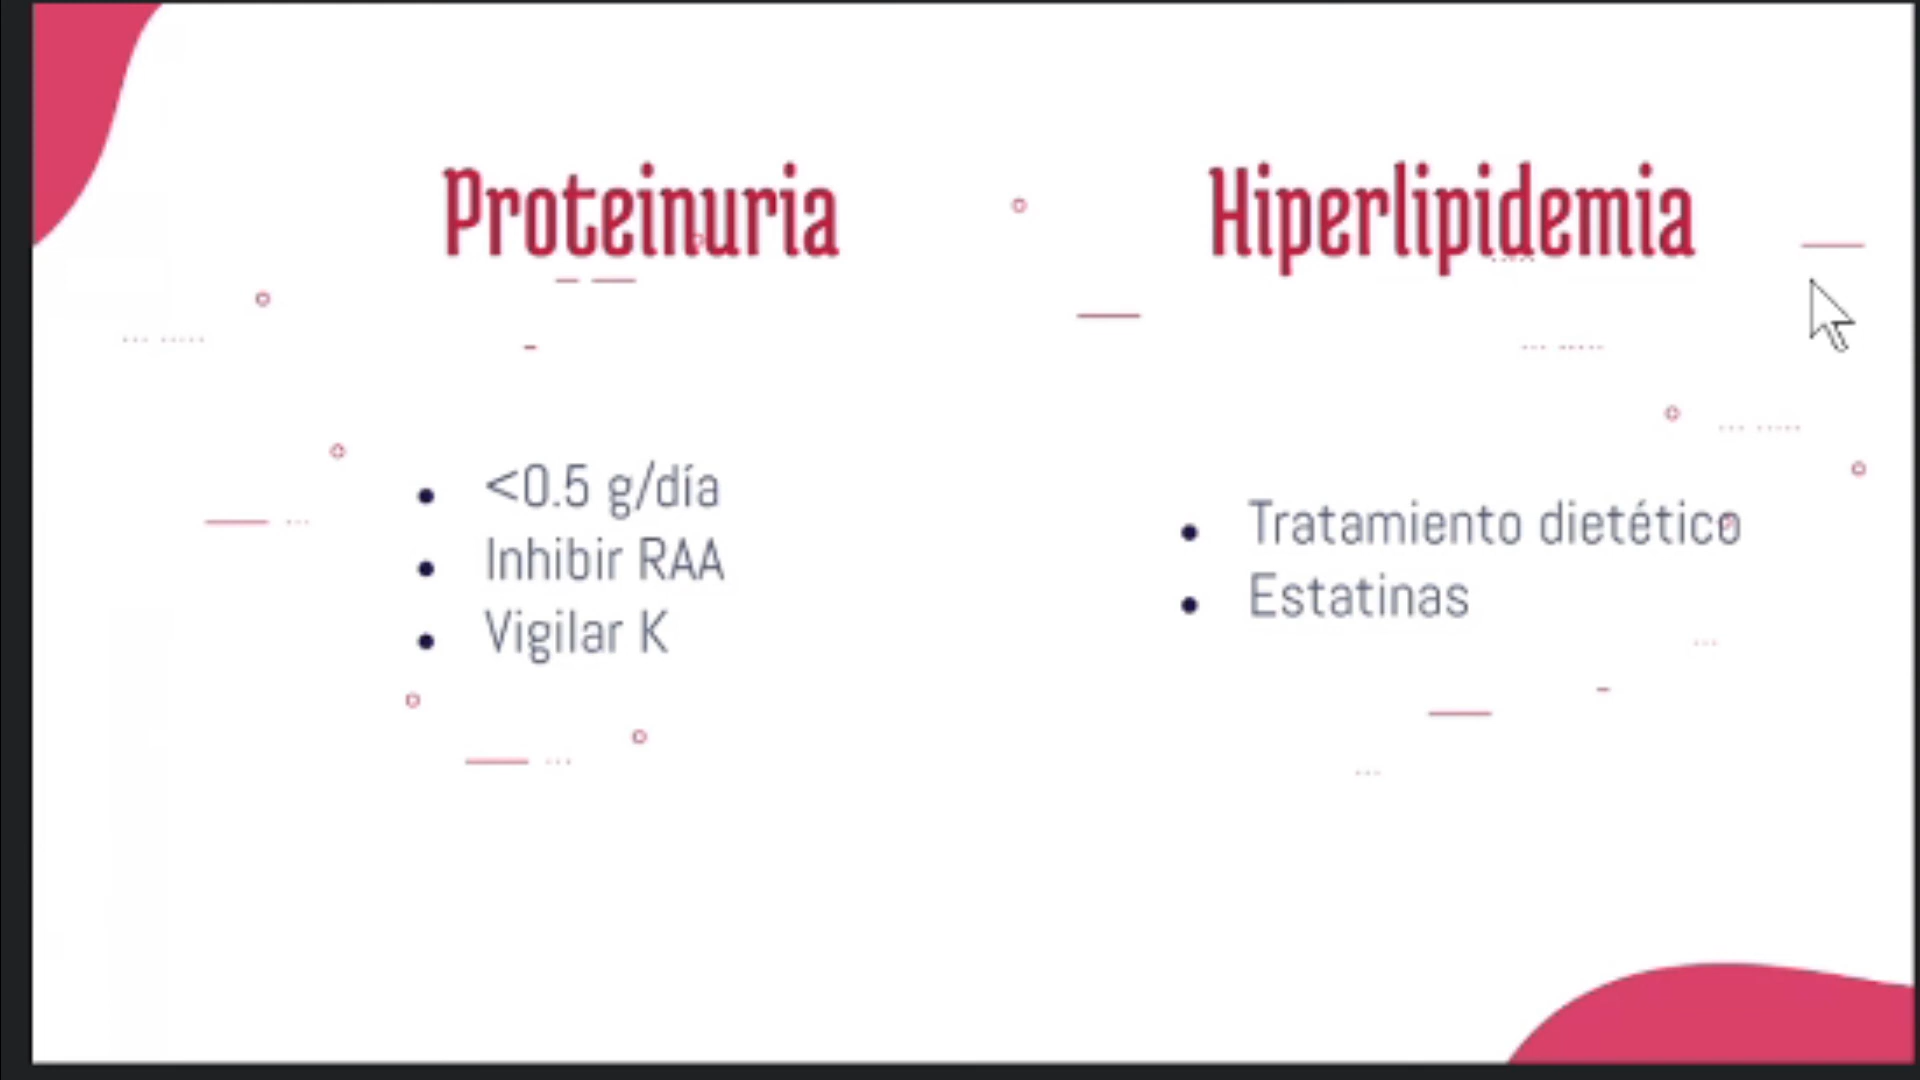 Proteinuria
<0.5 g/día
Inhibir RAA
Vigilar K
Hiperlipidemia
Tratamiento dietético
Estatinas